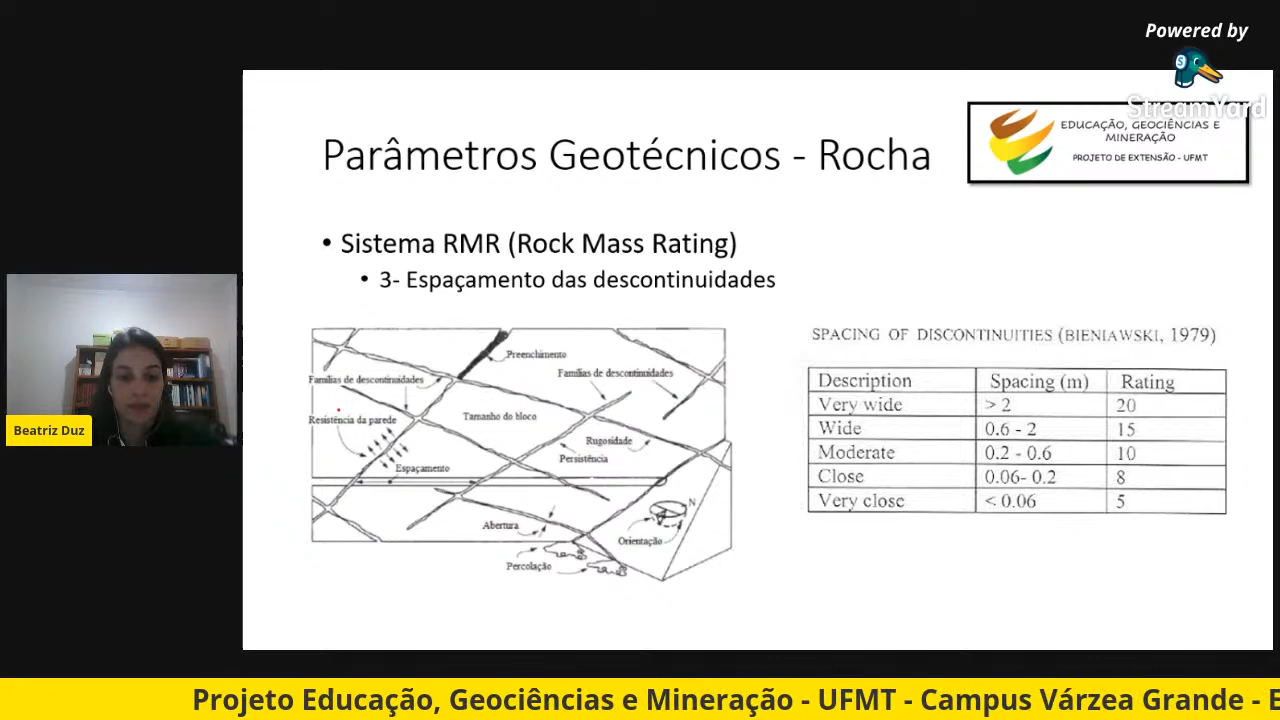 Powered by
StreamYard
EDUCAÇÃO, GEOCIÊNCIAS E
MINERAÇÃO
PROJETO DE EXTENSÃO - UFMT
Parâmetros Geotécnicos - Rocha
• Sistema RMR (Rock Mass Rating)
• 3- Espaçamento das descontinuidades
Preenchimento
Famílias de descontinuidades
Famílias de descontinuidades
Resistência da parede
Tamanho do bloco
Rugosidade
Persistência
Espaçamento
N
Abertura
Orientação
Percolação
SPACING OF DISCONTINUITIES (BIENIAWSKI, 1979)
Description Spacing (m) Rating
Very wide > 2 20
Wide 0.6 - 2 15
Moderate 0.2 - 0.6 10
Close 0.06- 0.2 8
Very close < 0.06 5
Beatriz Duz
Projeto Educação, Geociências e Mineração - UFMT - Campus Várzea Grande - E